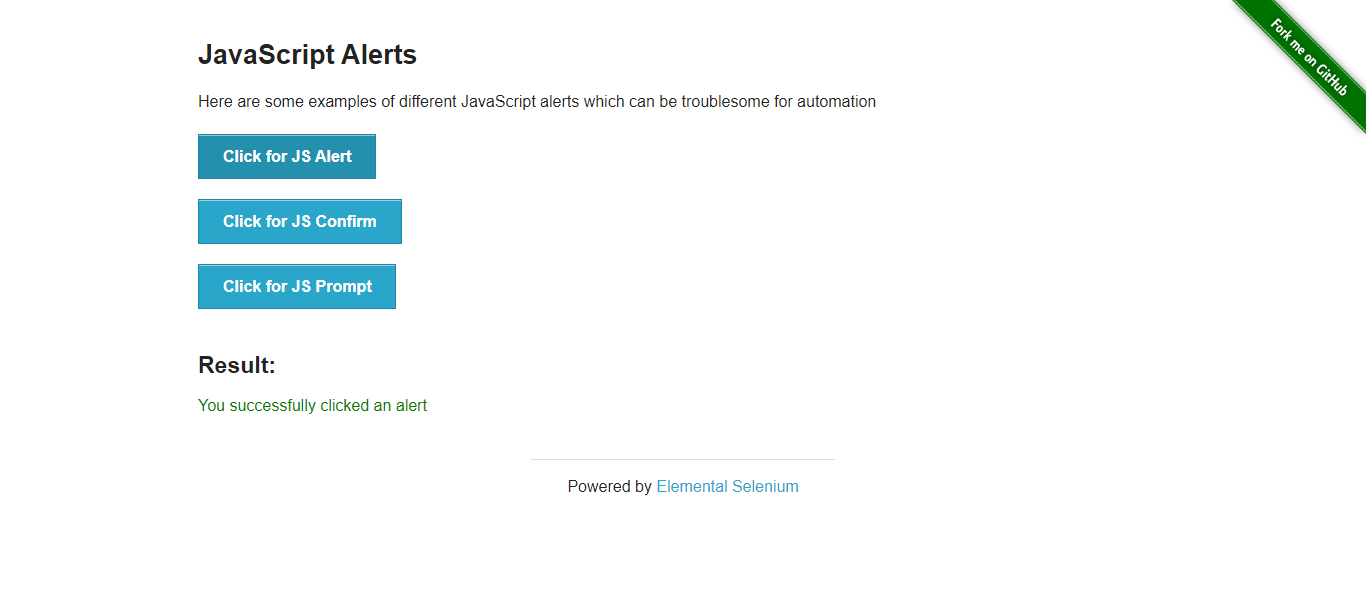 Fork me on GitHub
JavaScript Alerts
Here are some examples of different JavaScript alerts which can be troublesome for automation
Click for JS Alert
Click for JS Confirm
Click for JS Prompt
Result:
You successfully clicked an alert
Powered by Elemental Selenium